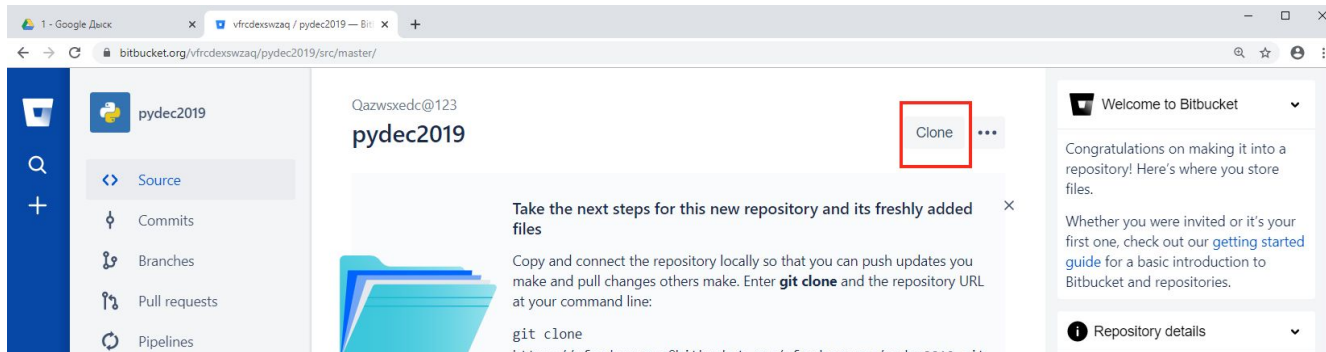 1 - Google Дыск
vfrcdexswzaq / pydec2019 — Bit
bitbucket.org/vfrcdexswzaq/pydec2019/src/master/
pydec2019
Source
Commits
Branches
Pull requests
Pipelines
Qazwsxedc@123
pydec2019
Clone
Take the next steps for this new repository and its freshly added
files
Copy and connect the repository locally so that you can push updates you
make and pull changes others make. Enter git clone and the repository URL
at your command line:
git clone
Welcome to Bitbucket
Congratulations on making it into a
repository! Here's where you store
files.
Whether you were invited or it's your
first one, check out our getting started
guide for a basic introduction to
Bitbucket and repositories.
Repository details